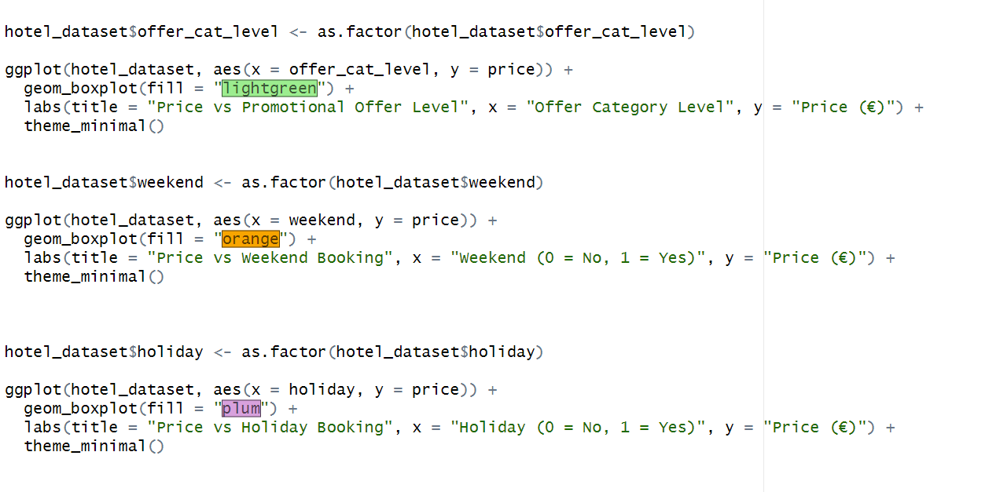 hotel_dataset$offer_cat_level <- as.factor(hotel_dataset$offer_cat_level)
ggplot(hotel_dataset, aes(x = offer_cat_level, y = price)) +
  geom_boxplot(fill = "lightgreen") +
  labs(title = "Price vs Promotional Offer Level", x = "Offer Category Level", y = "Price (€)") +
  theme_minimal()
hotel_dataset$weekend <- as.factor(hotel_dataset$weekend)
ggplot(hotel_dataset, aes(x = weekend, y = price)) +
  geom_boxplot(fill = "orange") +
  labs(title = "Price vs Weekend Booking", x = "Weekend (0 = No, 1 = Yes)", y = "Price (€)") +
  theme_minimal()
hotel_dataset$holiday <- as.factor(hotel_dataset$holiday)
ggplot(hotel_dataset, aes(x = holiday, y = price)) +
  geom_boxplot(fill = "plum") +
  labs(title = "Price vs Holiday Booking", x = "Holiday (0 = No, 1 = Yes)", y = "Price (€)") +
  theme_minimal()